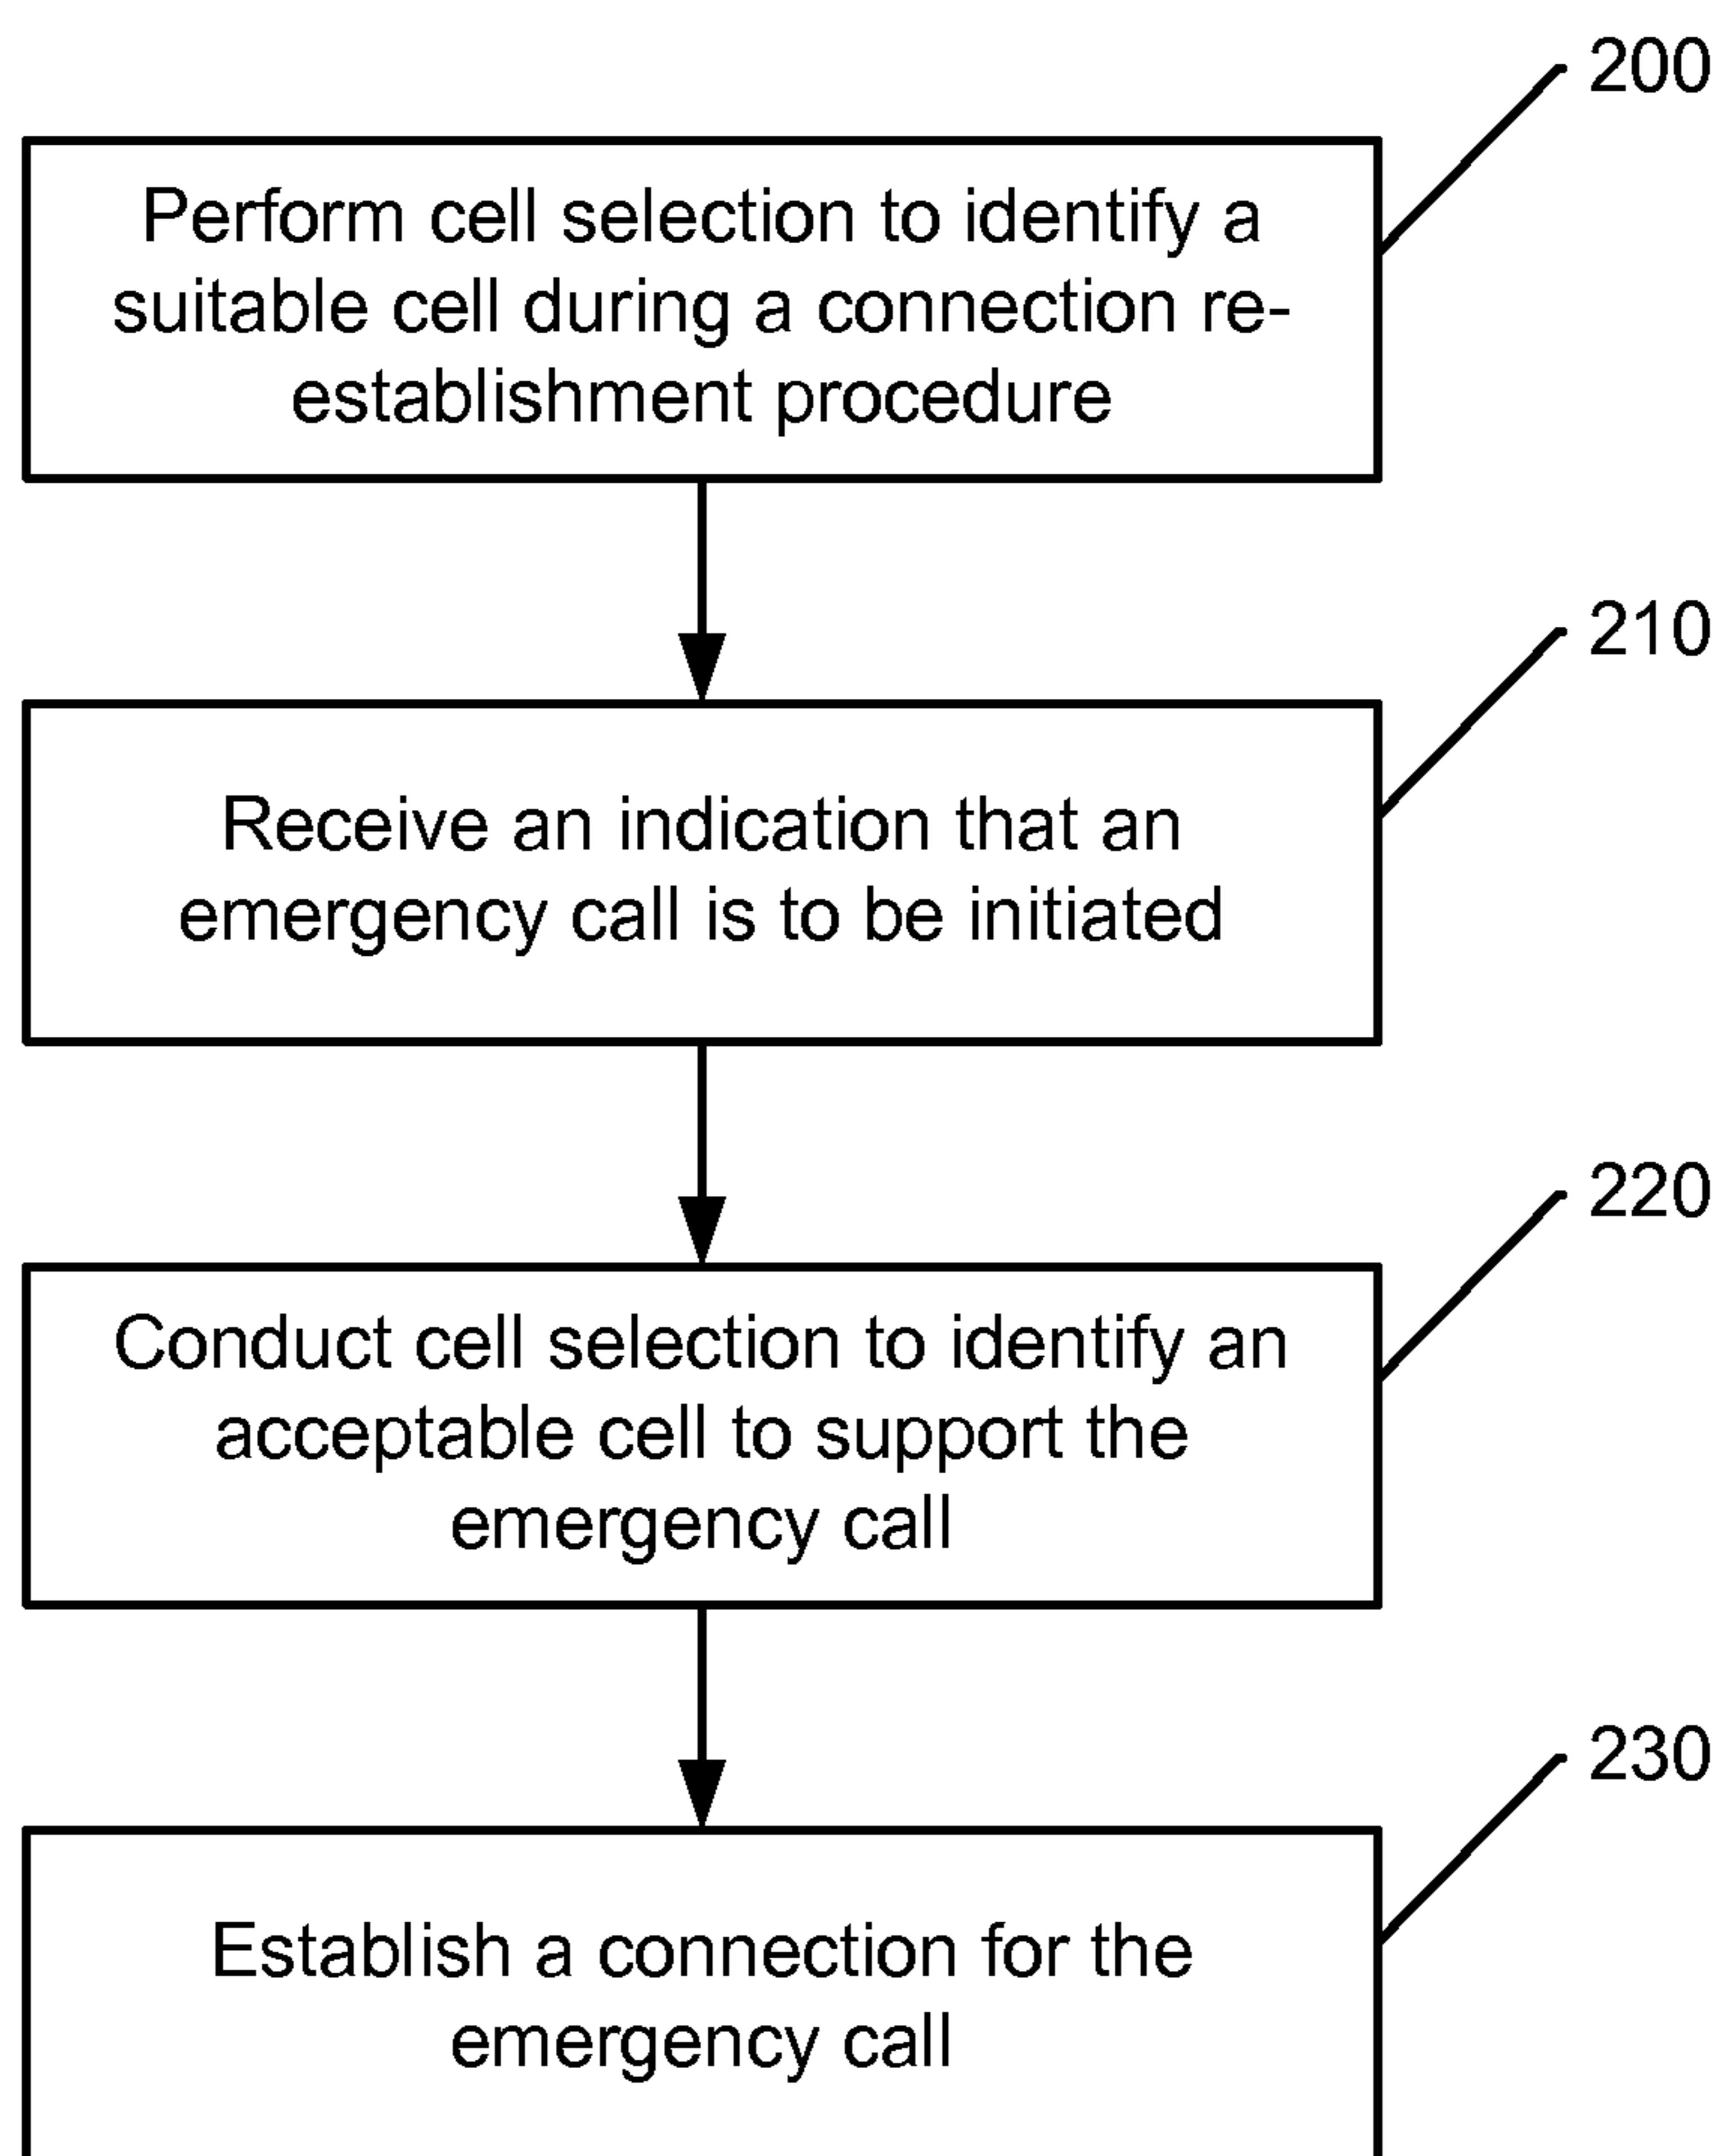 200
Perform cell selection to identify a
suitable cell during a connection re-
establishment procedure
210
Receive an indication that an
emergency call is to be initiated
220
Conduct cell selection to identify an
acceptable cell to support the
emergency call
230
Establish a connection for the
emergency call